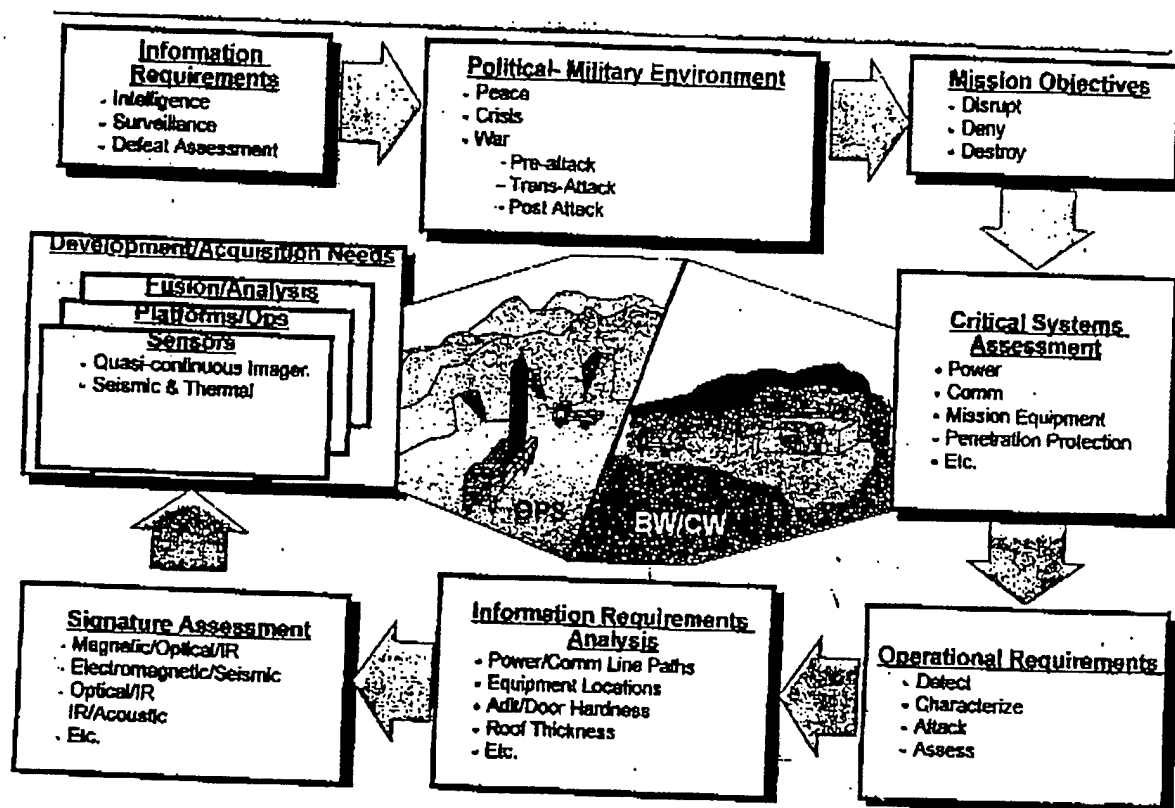 Information
Requirements
- Intelligence
- Surveillance
- Defeat Assessment
Political-Military Environment
- Peace
- Crisis
- War
- Pre-attack
- Trans-Attack
- Post Attack
Mission Objectives
- Disrupt
- Deny
- Destroy
Critical Systems
Assessment
• Power
• Comm
• Mission Equipment
• Penetration Protection
• Etc.
Operational Requirements
- Detect
- Characterize
- Attack
- Assess
Information Requirements
Analysis
• Power/Comm Line Paths
• Equipment Locations
• Adit/Door Hardness
• Roof Thickness
• Etc.
Signature Assessment
- Magnetic/Optical/IR
- Electromagnetic/Seismic
- Optical/IR
IR/Acoustic
- Etc.
Development/Acquisition Needs
Fusion/Analysis
Platforms/Ops
Sensors
- Quasi-continuous Imager.
- Seismic & Thermal
OPS
BW/CW